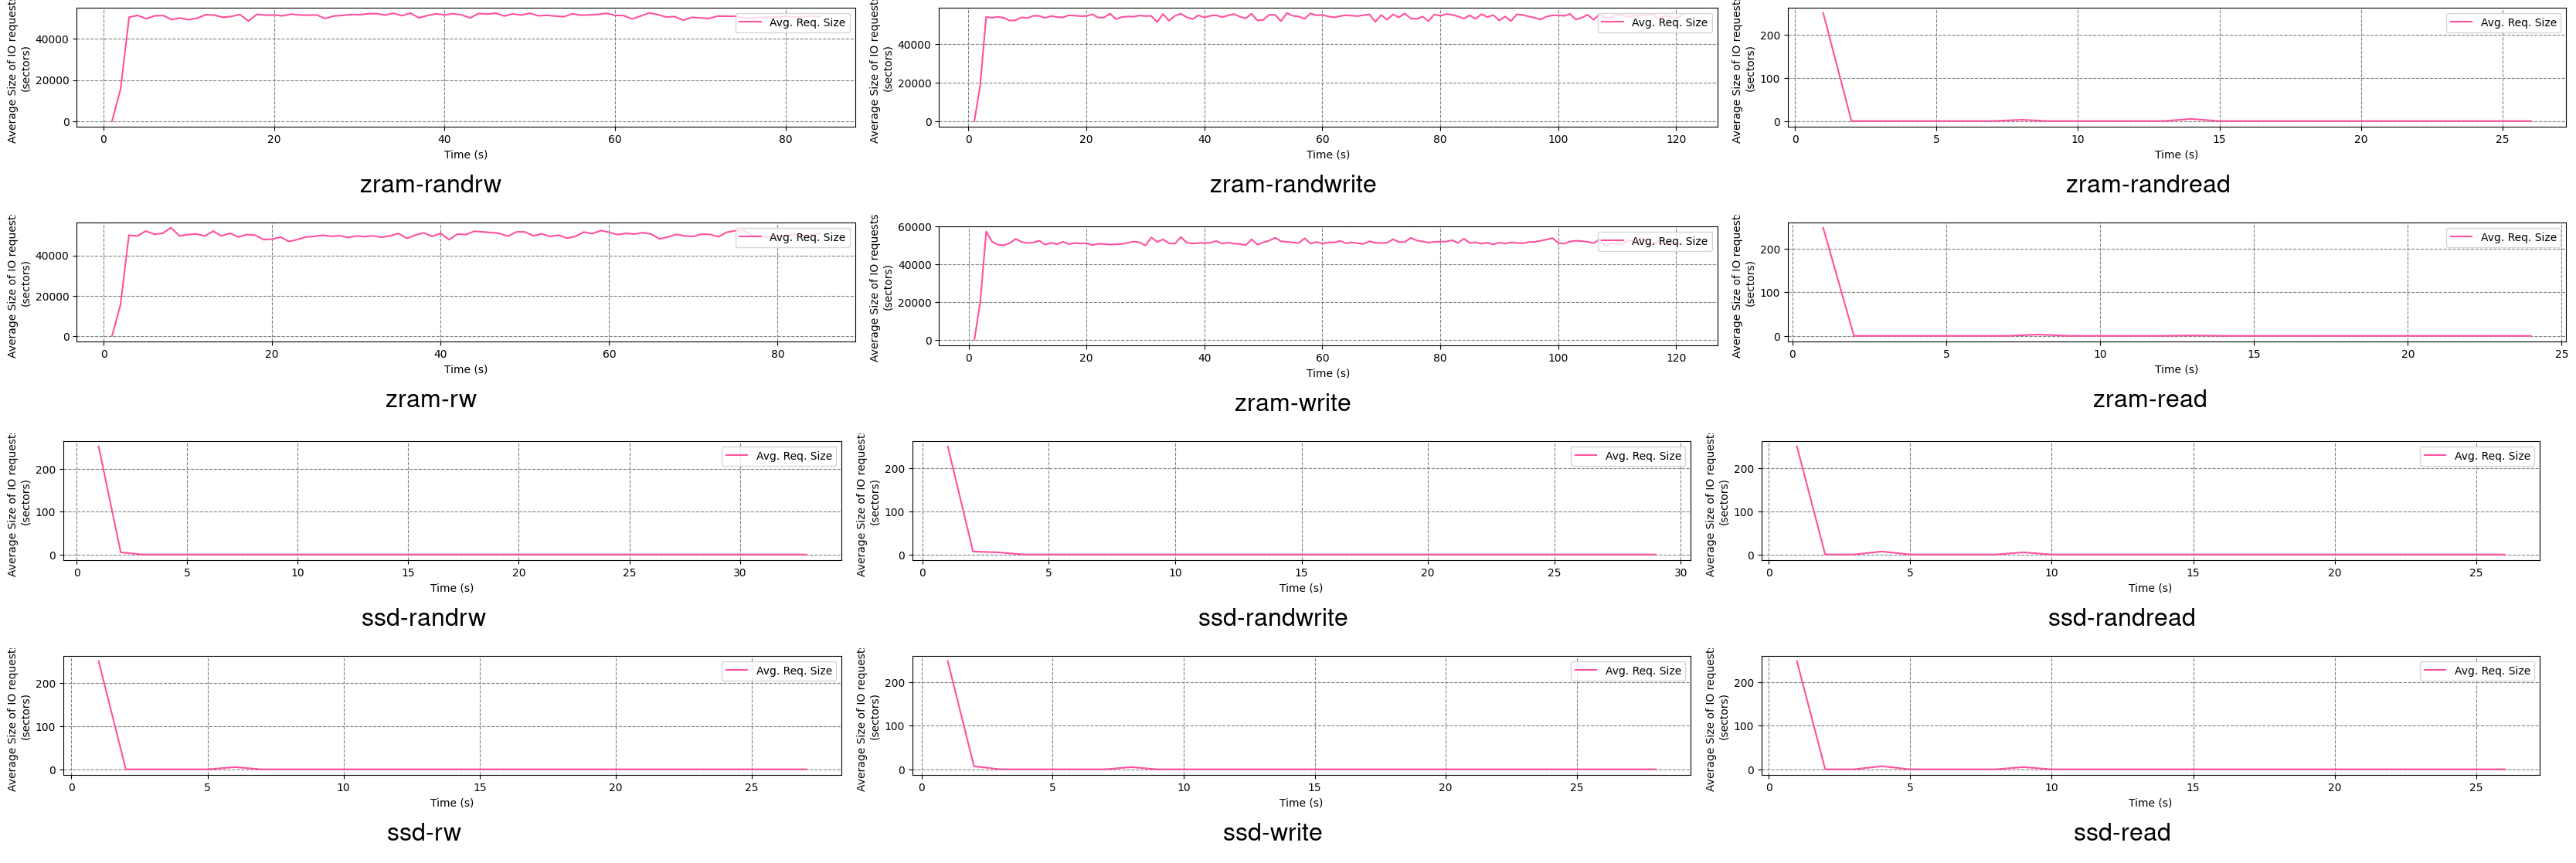 Average Size of IO requests
(sectors)
40000
20000
0
Avg. Req. Size
0 20 40 60 80
Time (s)
zram-randrw
Average Size of IO requests
(sectors)
40000
20000
0
Avg. Req. Size
0 20 40 60 80 100 120
Time (s)
zram-randwrite
Average Size of IO requests
(sectors)
200
100
0
Avg. Req. Size
0 5 10 15 20 25
Time (s)
zram-randread
Average Size of IO requests
(sectors)
40000
20000
0
Avg. Req. Size
0 20 40 60 80
Time (s)
zram-rw
Average Size of IO requests
(sectors)
60000
40000
20000
0
Avg. Req. Size
0 20 40 60 80 100 120
Time (s)
zram-write
Average Size of IO requests
(sectors)
200
100
0
Avg. Req. Size
0 5 10 15 20 25
Time (s)
zram-read
Average Size of IO requests
(sectors)
200
100
0
Avg. Req. Size
0 5 10 15 20 25 30
Time (s)
ssd-randrw
Average Size of IO requests
(sectors)
200
100
0
Avg. Req. Size
0 5 10 15 20 25 30
Time (s)
ssd-randwrite
Average Size of IO requests
(sectors)
200
100
0
Avg. Req. Size
0 5 10 15 20 25
Time (s)
ssd-randread
Average Size of IO requests
(sectors)
200
100
0
Avg. Req. Size
0 5 10 15 20 25
Time (s)
ssd-rw
Average Size of IO requests
(sectors)
200
100
0
Avg. Req. Size
0 5 10 15 20 25
Time (s)
ssd-write
Average Size of IO requests
(sectors)
200
100
0
Avg. Req. Size
0 5 10 15 20 25
Time (s)
ssd-read